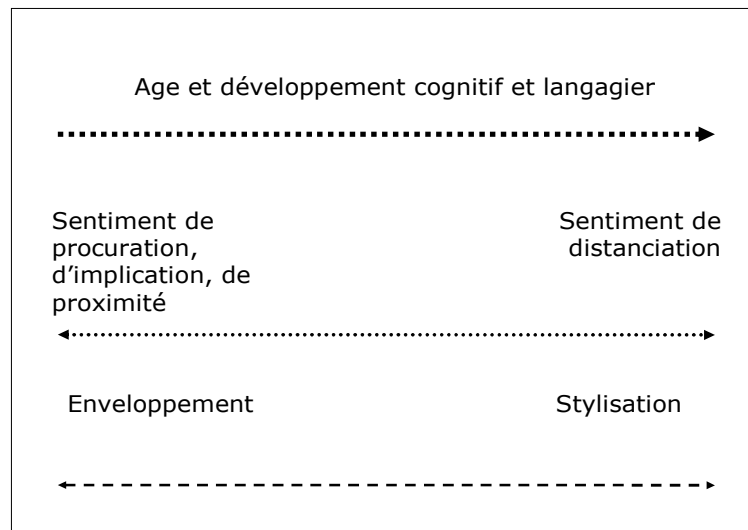 Age et développement cognitif et langagier
Sentiment de
procuration,
d’implication, de
proximité
Sentiment de
distanciation
Enveloppement
Stylisation